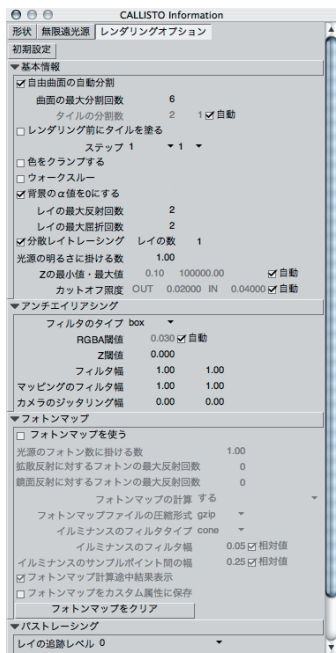 CALLISTO Information
形状 無限遠光源 レンダリングオプション
初期設定
基本情報
自由曲面の自動分割
曲面の最大分割回数 6
タイルの分割数 2 1 自動
レンダリング前にタイルを塗る
ステップ 1 1
色をクランプする
ウォークスルー
背景のα値を0にする
レイの最大反射回数 2
レイの最大屈折回数 2
分散レイトレーシング レイの数 1
光源の明るさに掛ける数 1.00
Zの最小値・最大値 0.10 100000.00 自動
カットオフ照度 OUT 0.02000 IN 0.04000 自動
アンチエイリアシング
フィルタのタイプ box
RGBA閾値 0.030 自動
Z閾値 0.000
フィルタ幅 1.00 1.00
マッピングのフィルタ幅 1.00 1.00
カメラのジッタリング幅 0.00 0.00
フォトンマップ
フォトンマップを使う
光源のフォトン数に掛ける数 1.00
拡散反射に対するフォトンの最大反射回数 0
鏡面反射に対するフォトンの最大反射回数 0
フォトンマップの計算 する
フォトンマップファイルの圧縮形式 gzip
イルミナンスのフィルタタイプ cone
イルミナンスのフィルタ幅 0.05 相対値
イルミナンスのサンプルポイント間の幅 0.25 相対値
フォトンマップ計算途中結果表示
フォトンマップをカスタム属性に保存
フォトンマップをクリア
パストレーシング
レイの追跡レベル 0